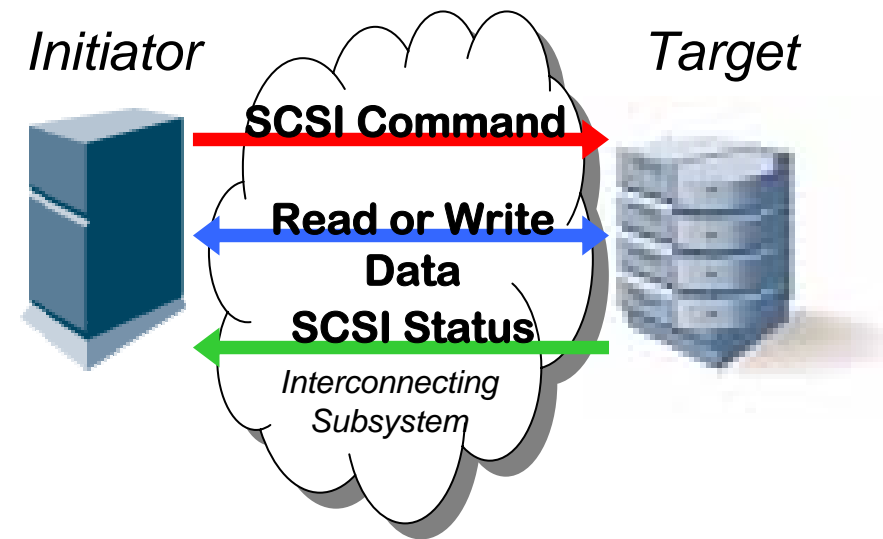 Initiator
Target
SCSI Command
Read or Write
Data
SCSI Status
Interconnecting
Subsystem